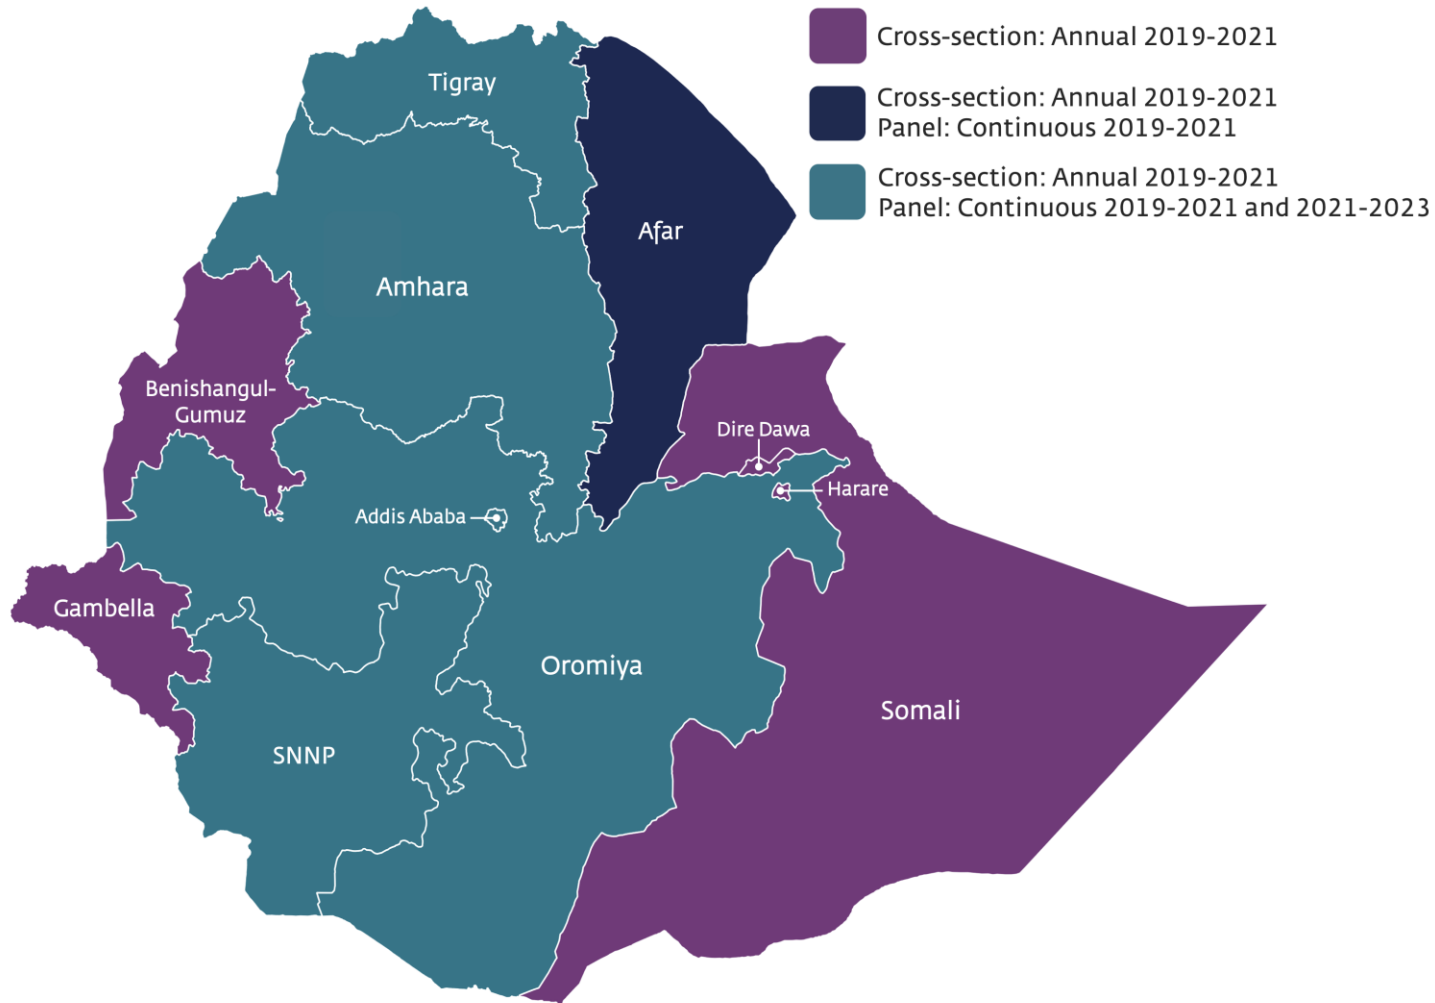 Cross-section: Annual 2019-2021
Cross-section: Annual 2019-2021
Panel: Continuous 2019-2021
Cross-section: Annual 2019-2021
Panel: Continuous 2019-2021 and 2021-2023
Tigray
Afar
Amhara
Benishangul-
Gumuz
Dire Dawa
Harare
Addis Ababa
Gambella
Oromiya
Somali
SNNP